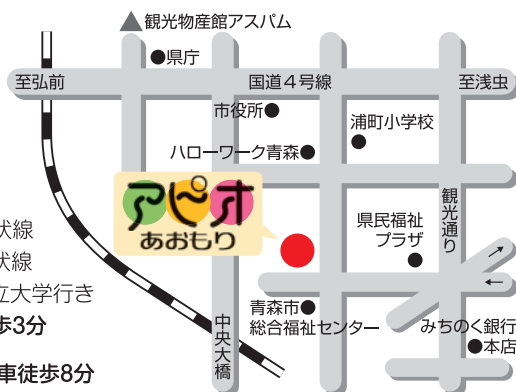 観光物産館アスパム
県庁
至弘前
国道4号線
至浅虫
市役所
浦町小学校
ハローワーク青森
アピオ
あおもり
観光通り
県民福祉
プラザ
状線
状線
立大学行き
歩3分
車徒歩8分
青森市
総合福祉センター
中央大橋
みちのく銀行
本店